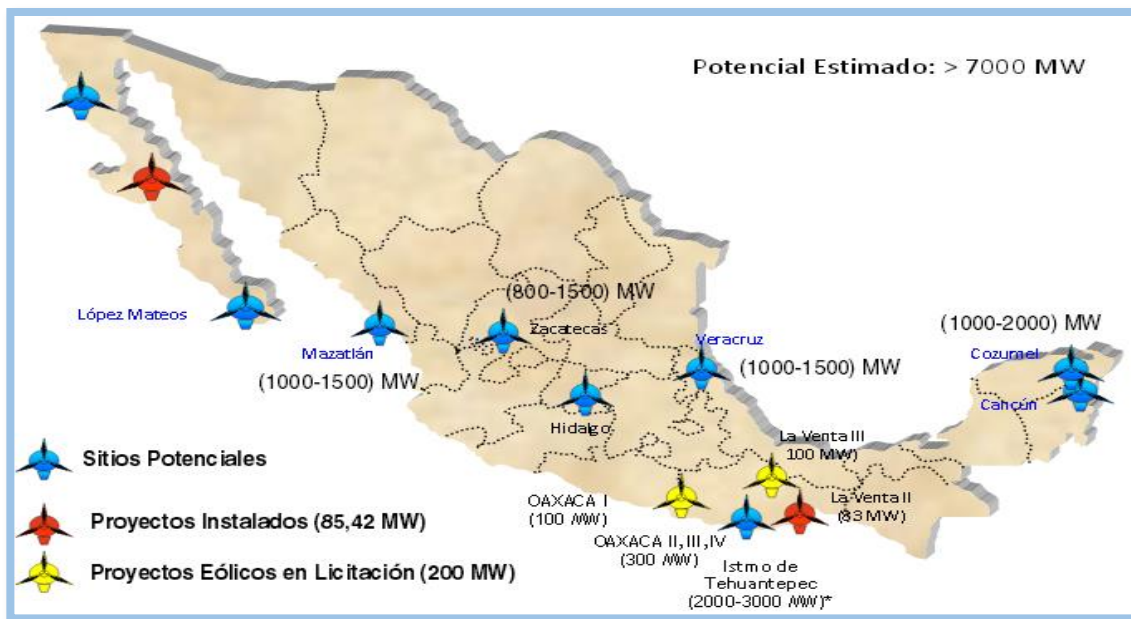 Potencial Estimado: > 7000 MW
(800-1500) MW
Zacatecas
López Mateos
Mazatlán
(1000-1500) MW
Veracruz
(1000-1500) MW
(1000-2000) MW
Cozumel
Cancún
Hidalgo
La Venta III
100 MW)
La Venta II
(83 MW)
OAXACA I
(100 MW)
OAXACA II, III, IV
(300 MW)
Istmo de
Tehuantepec
(2000-3000 MW)*
Sitios Potenciales
Proyectos Instalados (85,42 MW)
Proyectos Eólicos en Licitación (200 MW)